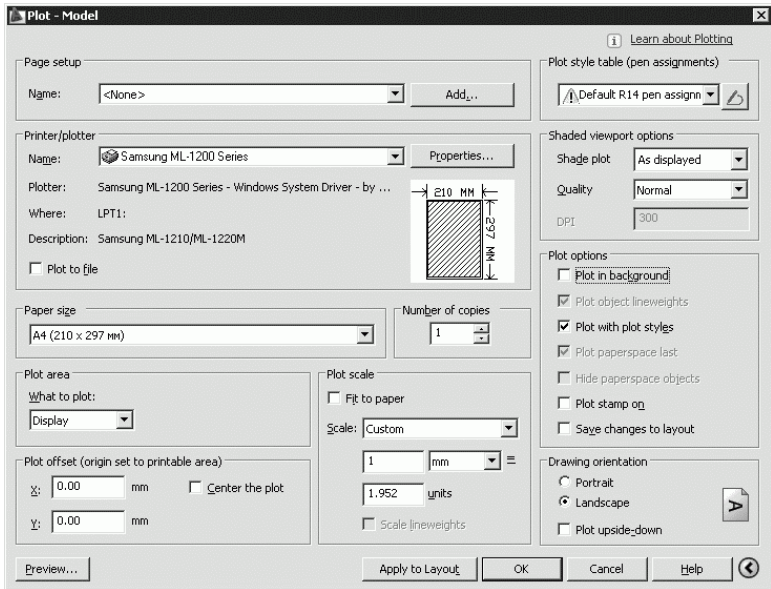 Plot - Model
Learn about Plotting
Page setup
Name: <None> Add...
Plot style table (pen assignments)
Default R14 pen assignn
Printer/plotter
Name: Samsung ML-1200 Series Properties...
Plotter: Samsung ML-1200 Series - Windows System Driver - by ...
Where: LPT1:
Description: Samsung ML-1210/ML-1220M
Plot to file
210 MM
297 MM
Shaded viewport options
Shade plot As displayed
Quality Normal
DPI 300
Paper size
A4 (210 x 297 мм)
Number of copies
1
Plot options
Plot in background
Plot object lineweights
Plot with plot styles
Plot paperspace last
Hide paperspace objects
Plot stamp on
Save changes to layout
Plot area
What to plot:
Display
Plot scale
Fit to paper
Scale: Custom
1 mm =
1.952 units
Scale lineweights
Plot offset (origin set to printable area)
X: 0.00 mm Center the plot
Y: 0.00 mm
Drawing orientation
Portrait
Landscape
Plot upside-down
A
Preview... Apply to Layout OK Cancel Help